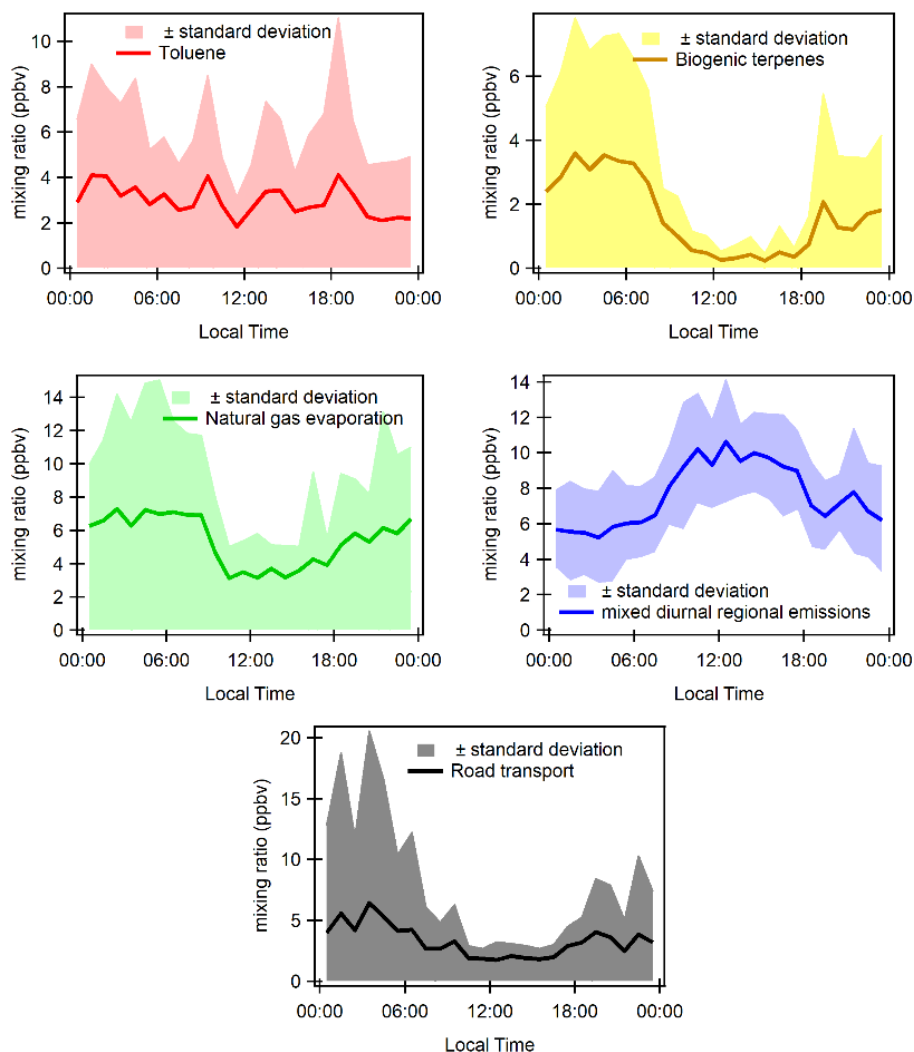 10
8
6
4
2
0
mixing ratio (ppbv)
± standard deviation
Toluene
00:00 06:00 12:00 18:00 00:00
Local Time
6
4
2
0
mixing ratio (ppbv)
± standard deviation
Biogenic terpenes
00:00 06:00 12:00 18:00 00:00
Local Time
14
12
10
8
6
4
2
0
mixing ratio (ppbv)
± standard deviation
Natural gas evaporation
00:00 06:00 12:00 18:00 00:00
Local Time
14
12
10
8
6
4
2
0
mixing ratio (ppbv)
± standard deviation
mixed diurnal regional emissions
00:00 06:00 12:00 18:00 00:00
Local Time
20
15
10
5
0
mixing ratio (ppbv)
± standard deviation
Road transport
00:00 06:00 12:00 18:00 00:00
Local Time